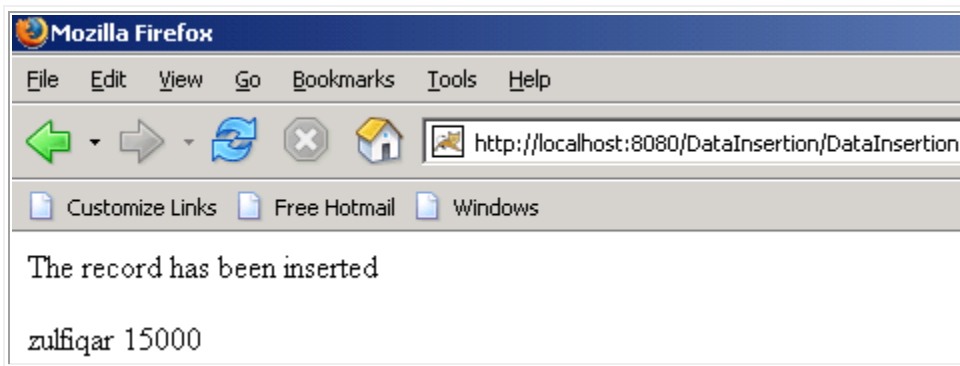 Mozilla Firefox
File Edit View Go Bookmarks Tools Help
http://localhost:8080/DataInsertion/DataInsertion
Customize Links Free Hotmail Windows
The record has been inserted
zulfiqar 15000